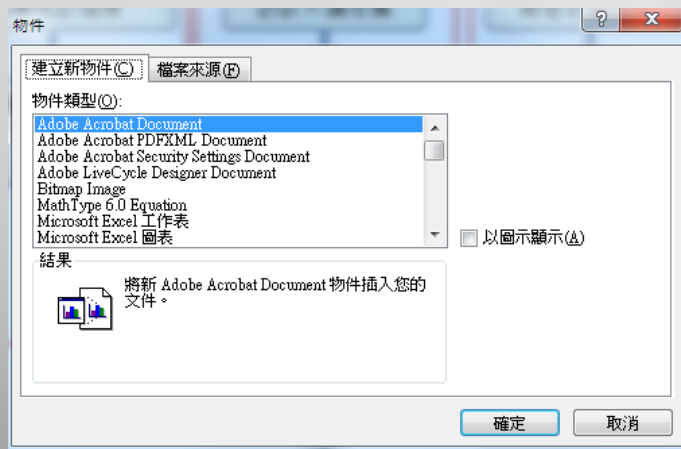 物件
建立新物件(C)
檔案來源(F)
物件類型(O):
Adobe Acrobat Document
Adobe Acrobat PDFXML Document
Adobe Acrobat Security Settings Document
Adobe LiveCycle Designer Document
Bitmap Image
MathType 6.0 Equation
Microsoft Excel 工作表
Microsoft Excel 圖表
以圖示顯示(A)
結果
將新 Adobe Acrobat Document 物件插入您的
文件。
確定
取消